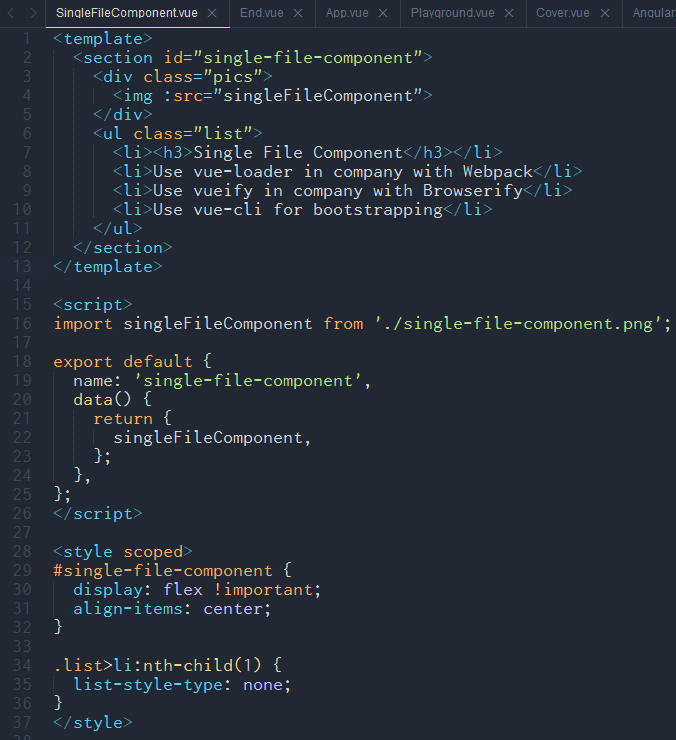 SingleFileComponent.vue × End.vue × App.vue × Playground.vue × Cover.vue × Angular
1 <template>
2 <section id="single-file-component">
3 <div class="pics">
4 <img :src="singleFileComponent">
5 </div>
6 <ul class="list">
7 <li><h3>Single File Component</h3></li>
8 <li>Use vue-loader in company with Webpack</li>
9 <li>Use vueify in company with Browserify</li>
10 <li>Use vue-cli for bootstrapping</li>
11 </ul>
12 </section>
13 </template>
14
15 <script>
16 import singleFileComponent from './single-file-component.png';
17
18 export default {
19 name: 'single-file-component',
20 data() {
21 return {
22 singleFileComponent,
23 };
24 },
25 };
26 </script>
27
28 <style scoped>
29 #single-file-component {
30 display: flex !important;
31 align-items: center;
32 }
33
34 .list>li:nth-child(1) {
35 list-style-type: none;
36 }
37 </style>